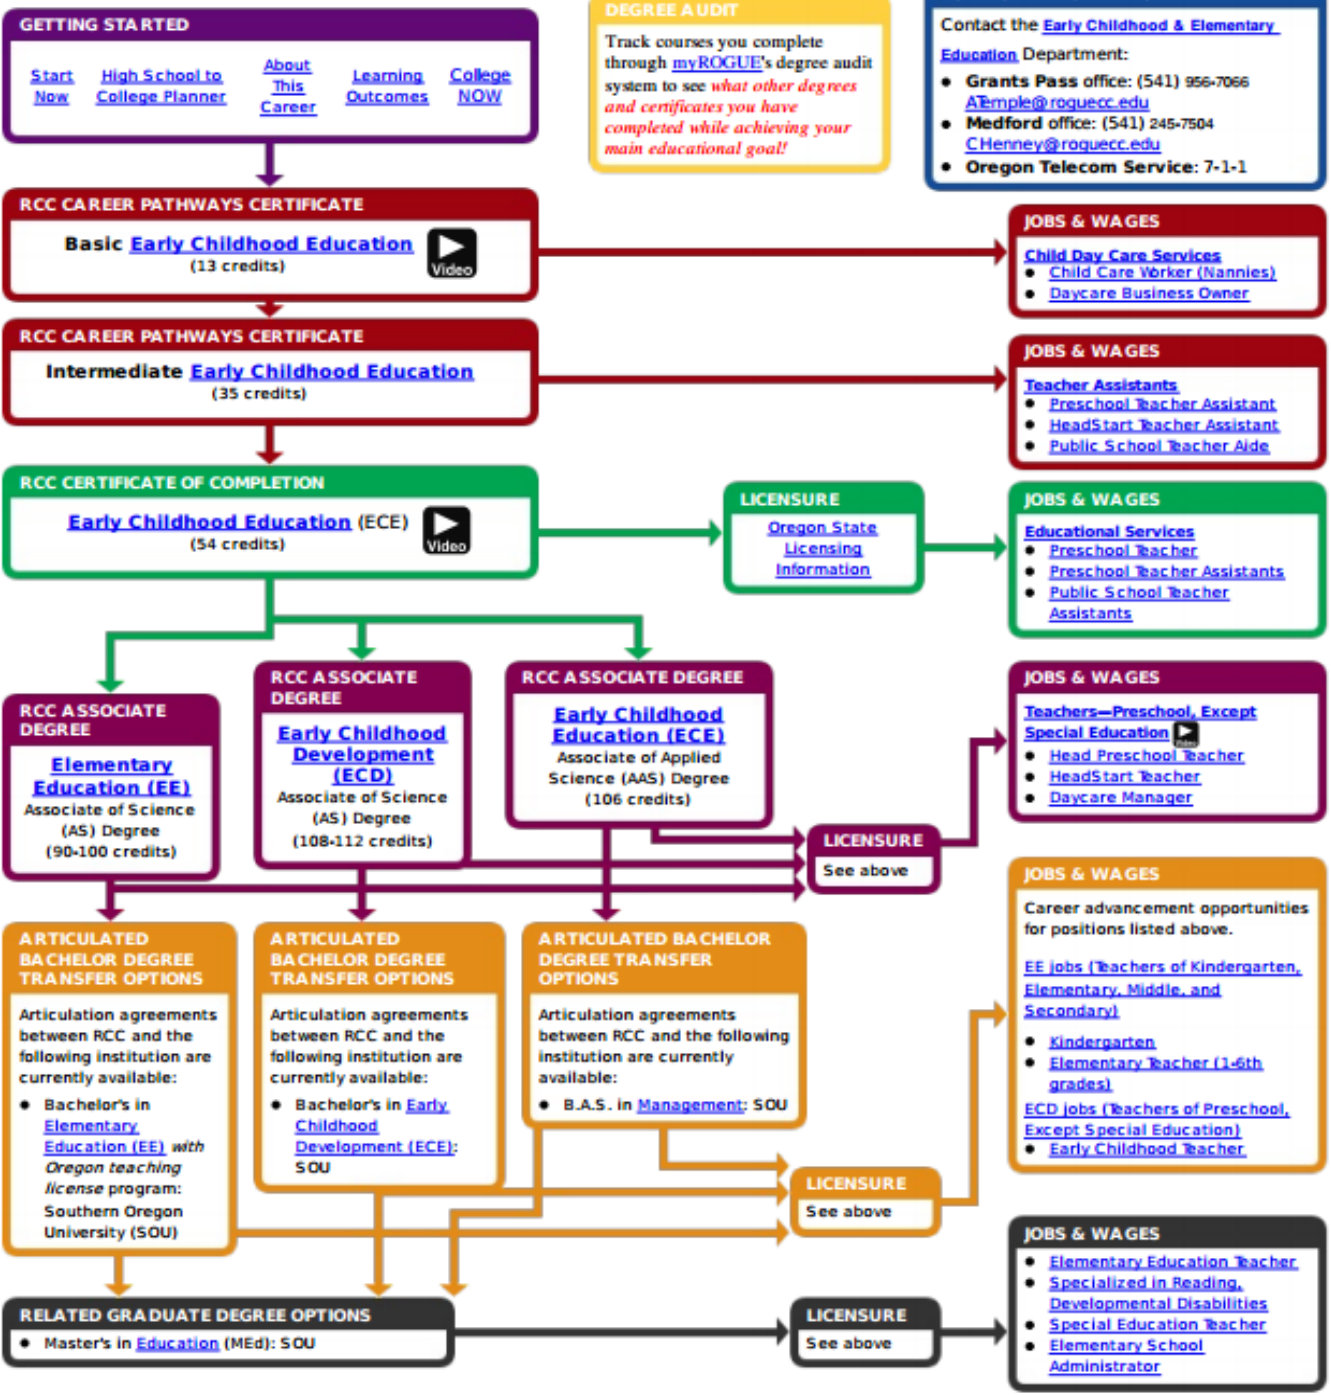 GETTING STARTED
Start
Now
High School to
College Planner
About
This
Career
Learning
Outcomes
College
NOW
DEGREE AUDIT
Track courses you complete
through myROGUE's degree audit
system to see what other degrees
and certificates you have
completed while achieving your
main educational goal!
Contact the Early Childhood & Elementary
Education Department:
• Grants Pass office: (541) 956-7066
ATemple@roguecc.edu
• Medford office: (541) 245-7504
CHenney@roguecc.edu
• Oregon Telecom Service: 7-1-1
RCC CAREER PATHWAYS CERTIFICATE
Basic Early Childhood Education
(13 credits)
Video
JOBS & WAGES
Child Day Care Services
• Child Care Worker (Nannies)
• Daycare Business Owner
RCC CAREER PATHWAYS CERTIFICATE
Intermediate Early Childhood Education
(35 credits)
JOBS & WAGES
Teacher Assistants
• Preschool Teacher Assistant
• HeadStart Teacher Assistant
• Public School Teacher Aide
RCC CERTIFICATE OF COMPLETION
Early Childhood Education (ECE)
(54 credits)
Video
LICENSURE
Oregon State
Licensing
Information
JOBS & WAGES
Educational Services
• Preschool Teacher
• Preschool Teacher Assistants
• Public School Teacher
Assistants
RCC ASSOCIATE
DEGREE
Elementary
Education (EE)
Associate of Science
(AS) Degree
(90-100 credits)
RCC ASSOCIATE
DEGREE
Early Childhood
Development
(ECD)
Associate of Science
(AS) Degree
(108-112 credits)
RCC ASSOCIATE DEGREE
Early Childhood
Education (ECE)
Associate of Applied
Science (AAS) Degree
(106 credits)
LICENSURE
See above
JOBS & WAGES
Teachers—Preschool, Except
Special Education
Video
• Head Preschool Teacher
• HeadStart Teacher
• Daycare Manager
ARTICULATED
BACHELOR DEGREE
TRANSFER OPTIONS
Articulation agreements
between RCC and the
following institution are
currently available:
• Bachelor's in
Elementary
Education (EE) with
Oregon teaching
license program:
Southern Oregon
University (SOU)
ARTICULATED
BACHELOR DEGREE
TRANSFER OPTIONS
Articulation agreements
between RCC and the
following institution are
currently available:
• Bachelor's in Early
Childhood
Development (ECE):
SOU
ARTICULATED BACHELOR
DEGREE TRANSFER
OPTIONS
Articulation agreements
between RCC and the following
institution are currently
available:
• B.A.S. in Management: SOU
LICENSURE
See above
JOBS & WAGES
Career advancement opportunities
for positions listed above.
EE jobs (Teachers of Kindergarten,
Elementary, Middle, and
Secondary)
• Kindergarten
• Elementary Teacher (1-6th
grades)
ECD jobs (Teachers of Preschool,
Except Special Education)
• Early Childhood Teacher
RELATED GRADUATE DEGREE OPTIONS
• Master's in Education (MEd): SOU
LICENSURE
See above
JOBS & WAGES
• Elementary Education Teacher
• Specialized in Reading,
Developmental Disabilities
• Special Education Teacher
• Elementary School
Administrator